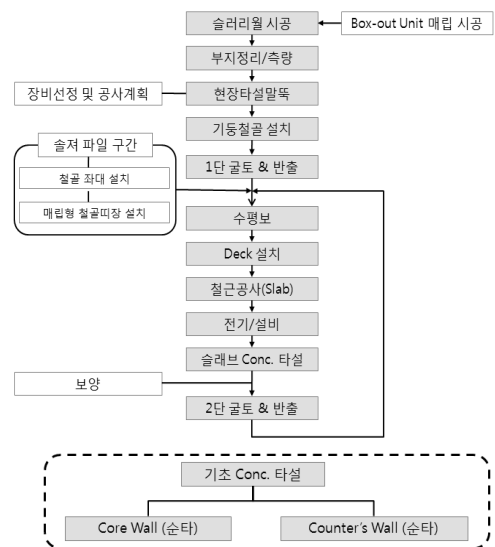 슬러리월 시공
Box-out Unit 매립 시공
부지정리/측량
장비선정 및 공사계획
현장타설말뚝
기둥철골 설치
솔져 파일 구간
1단 굴토 & 반출
철골 좌대 설치
매립형 철골띠장 설치
수평보
Deck 설치
철근공사(Slab)
전기/설비
슬래브 Conc. 타설
보양
2단 굴토 & 반출
기초 Conc. 타설
Core Wall (순타)
Counter's Wall (순타)